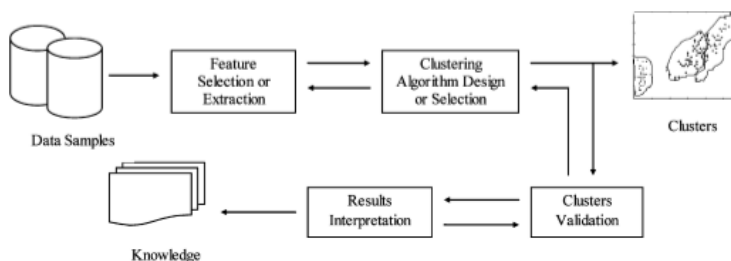 Feature
Selection or
Extraction
Clustering
Algorithm Design
or Selection
Clusters
Data Samples
Results
Interpretation
Clusters
Validation
Knowledge